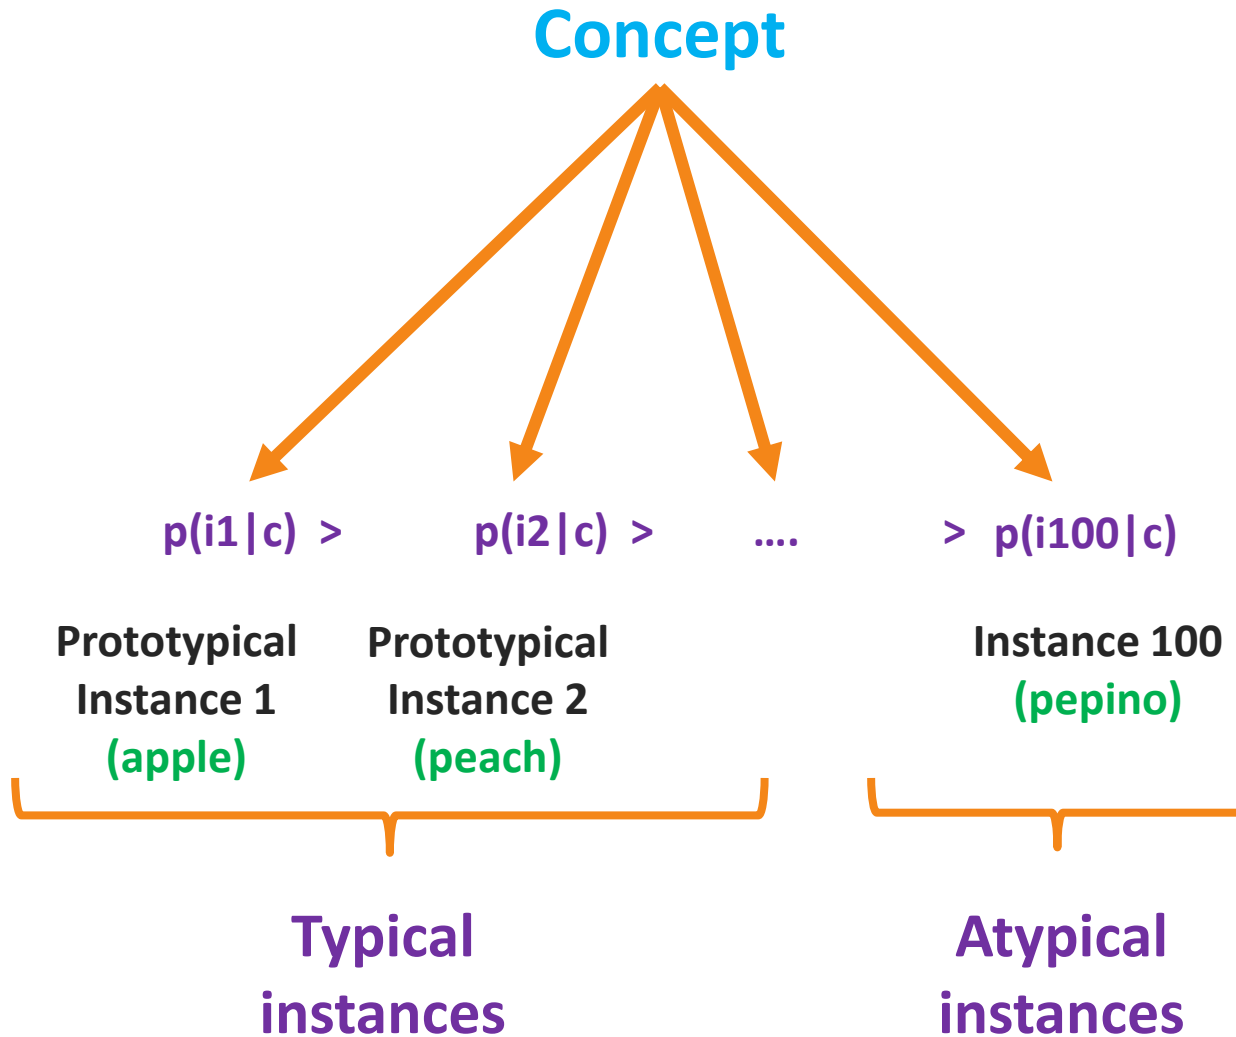 Concept
p(i1|c) > p(i2|c) > .... > p(i100|c)
Prototypical
Instance 1
(apple)
Prototypical
Instance 2
(peach)
Instance 100
(pepino)
Typical
instances
Atypical
instances